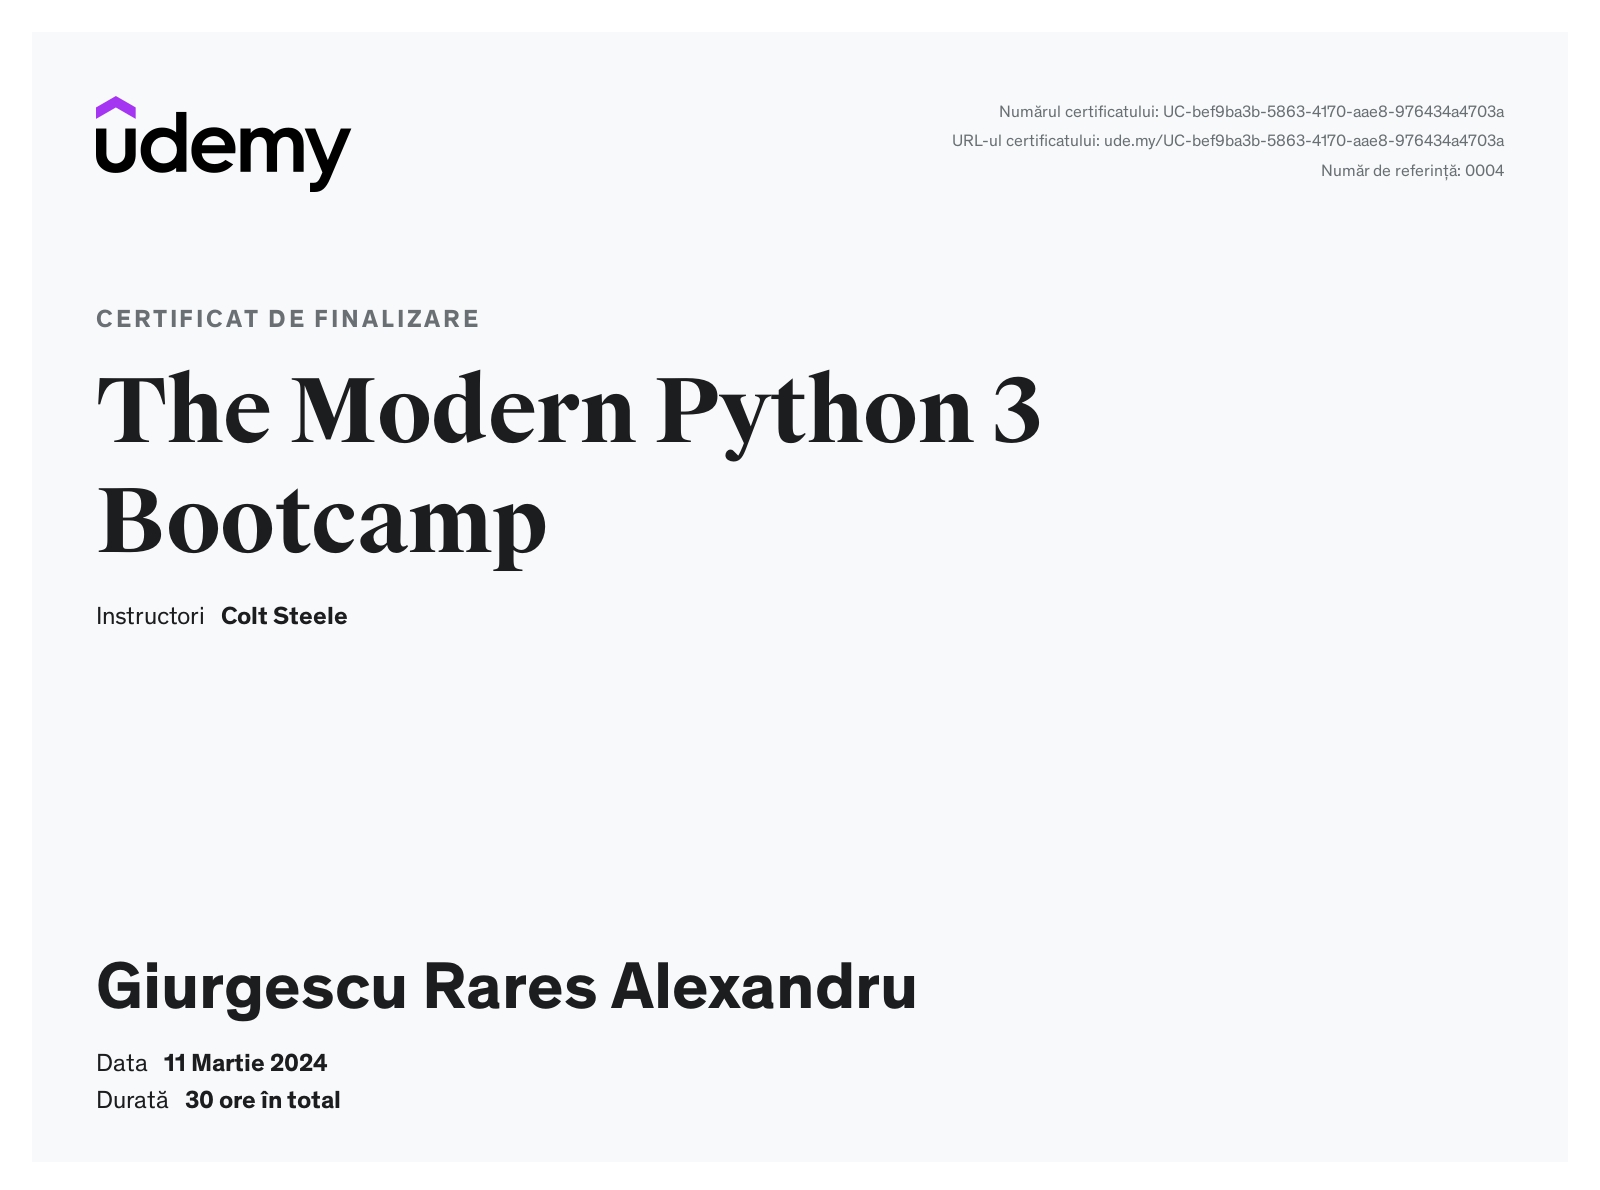 udemy
Numărul certificatului: UC-bef9ba3b-5863-4170-aae8-976434a4703a
URL-ul certificatului: ude.my/UC-bef9ba3b-5863-4170-aae8-976434a4703a
Număr de referință: 0004
CERTIFICAT DE FINALIZARE
The Modern Python 3
Bootcamp
Instructori Colt Steele
Giurgescu Rares Alexandru
Data 11 Martie 2024
Durată 30 ore în total